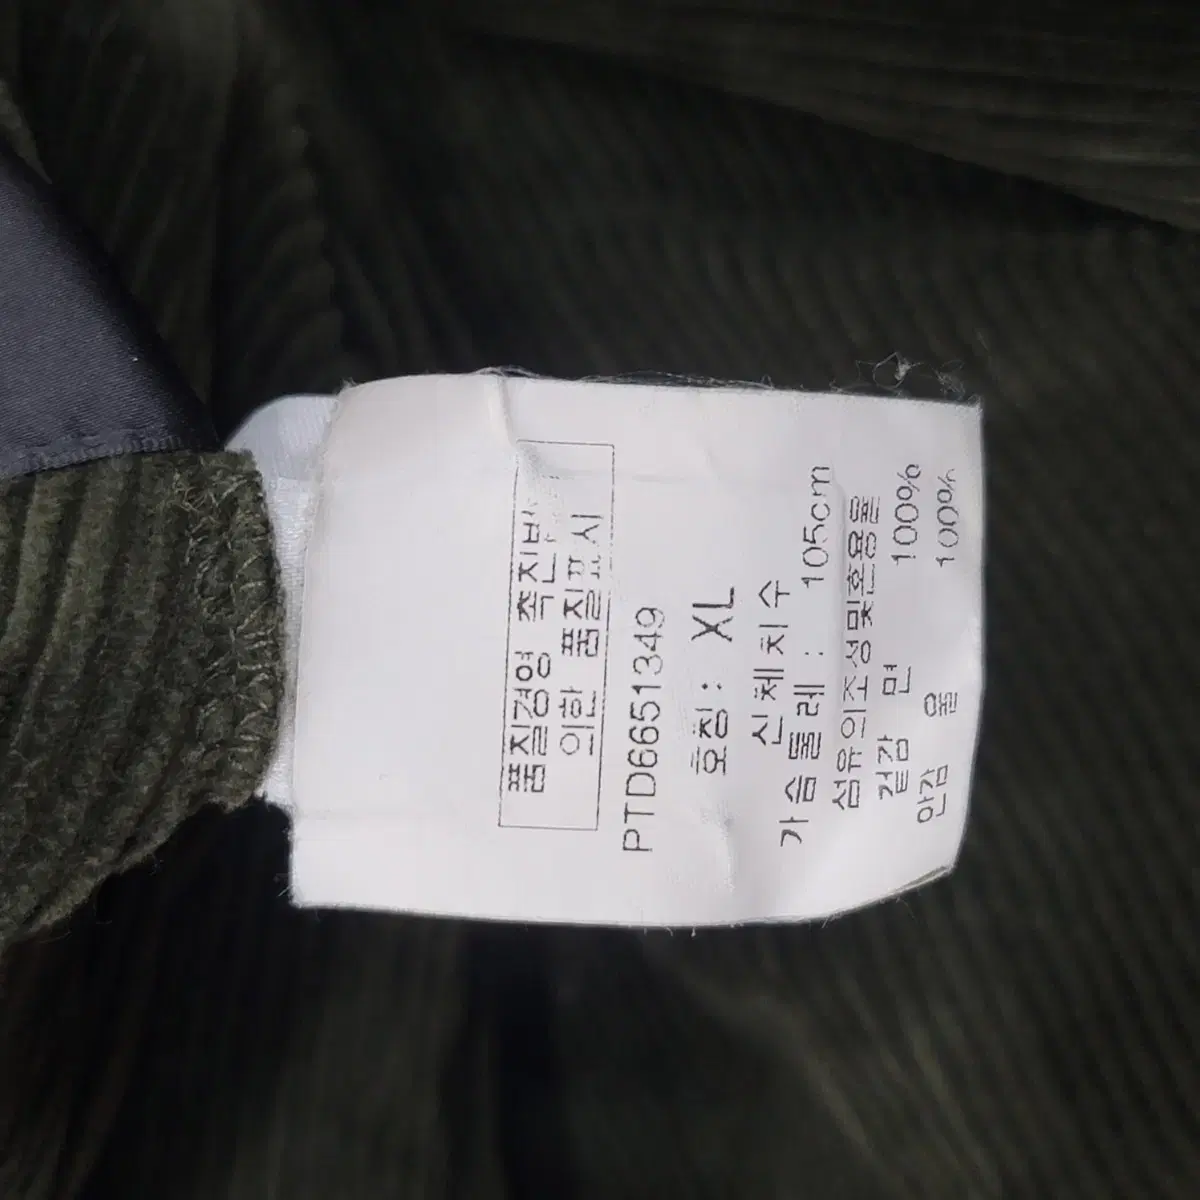 품질경영 촉진법
의한 품질표시
PTD6651349
호칭: XL
신체치수
가슴둘레: 105cm
섬유의조성및혼용율
겉감 면 100%
안감 울 100%